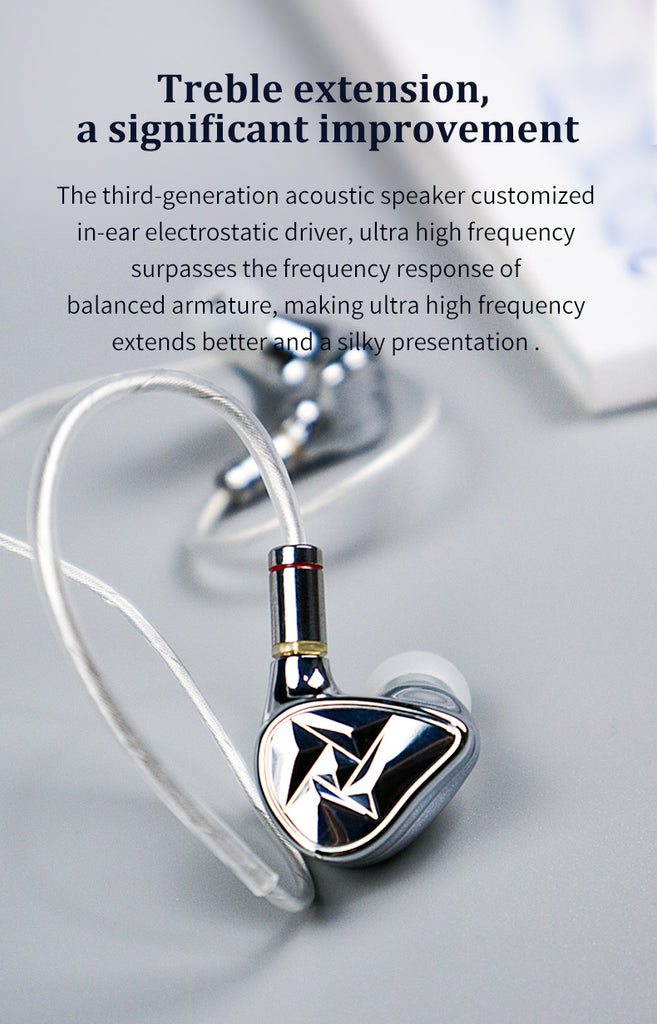 Treble extension,
a significant improvement
The third-generation acoustic speaker customized
in-ear electrostatic driver, ultra high frequency
surpasses the frequency response of
balanced armature, making ultra high frequency
extends better and a silky presentation .